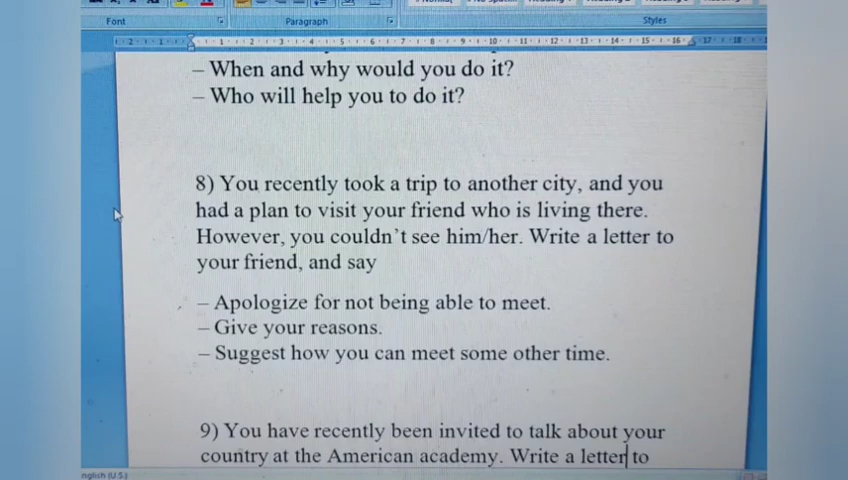 Font
Paragraph
Styles
– When and why would you do it?
– Who will help you to do it?
8) You recently took a trip to another city, and you
had a plan to visit your friend who is living there.
However, you couldn't see him/her. Write a letter to
your friend, and say
– Apologize for not being able to meet.
– Give your reasons.
– Suggest how you can meet some other time.
9) You have recently been invited to talk about your
country at the American academy. Write a letter to
nglish (U.S.)